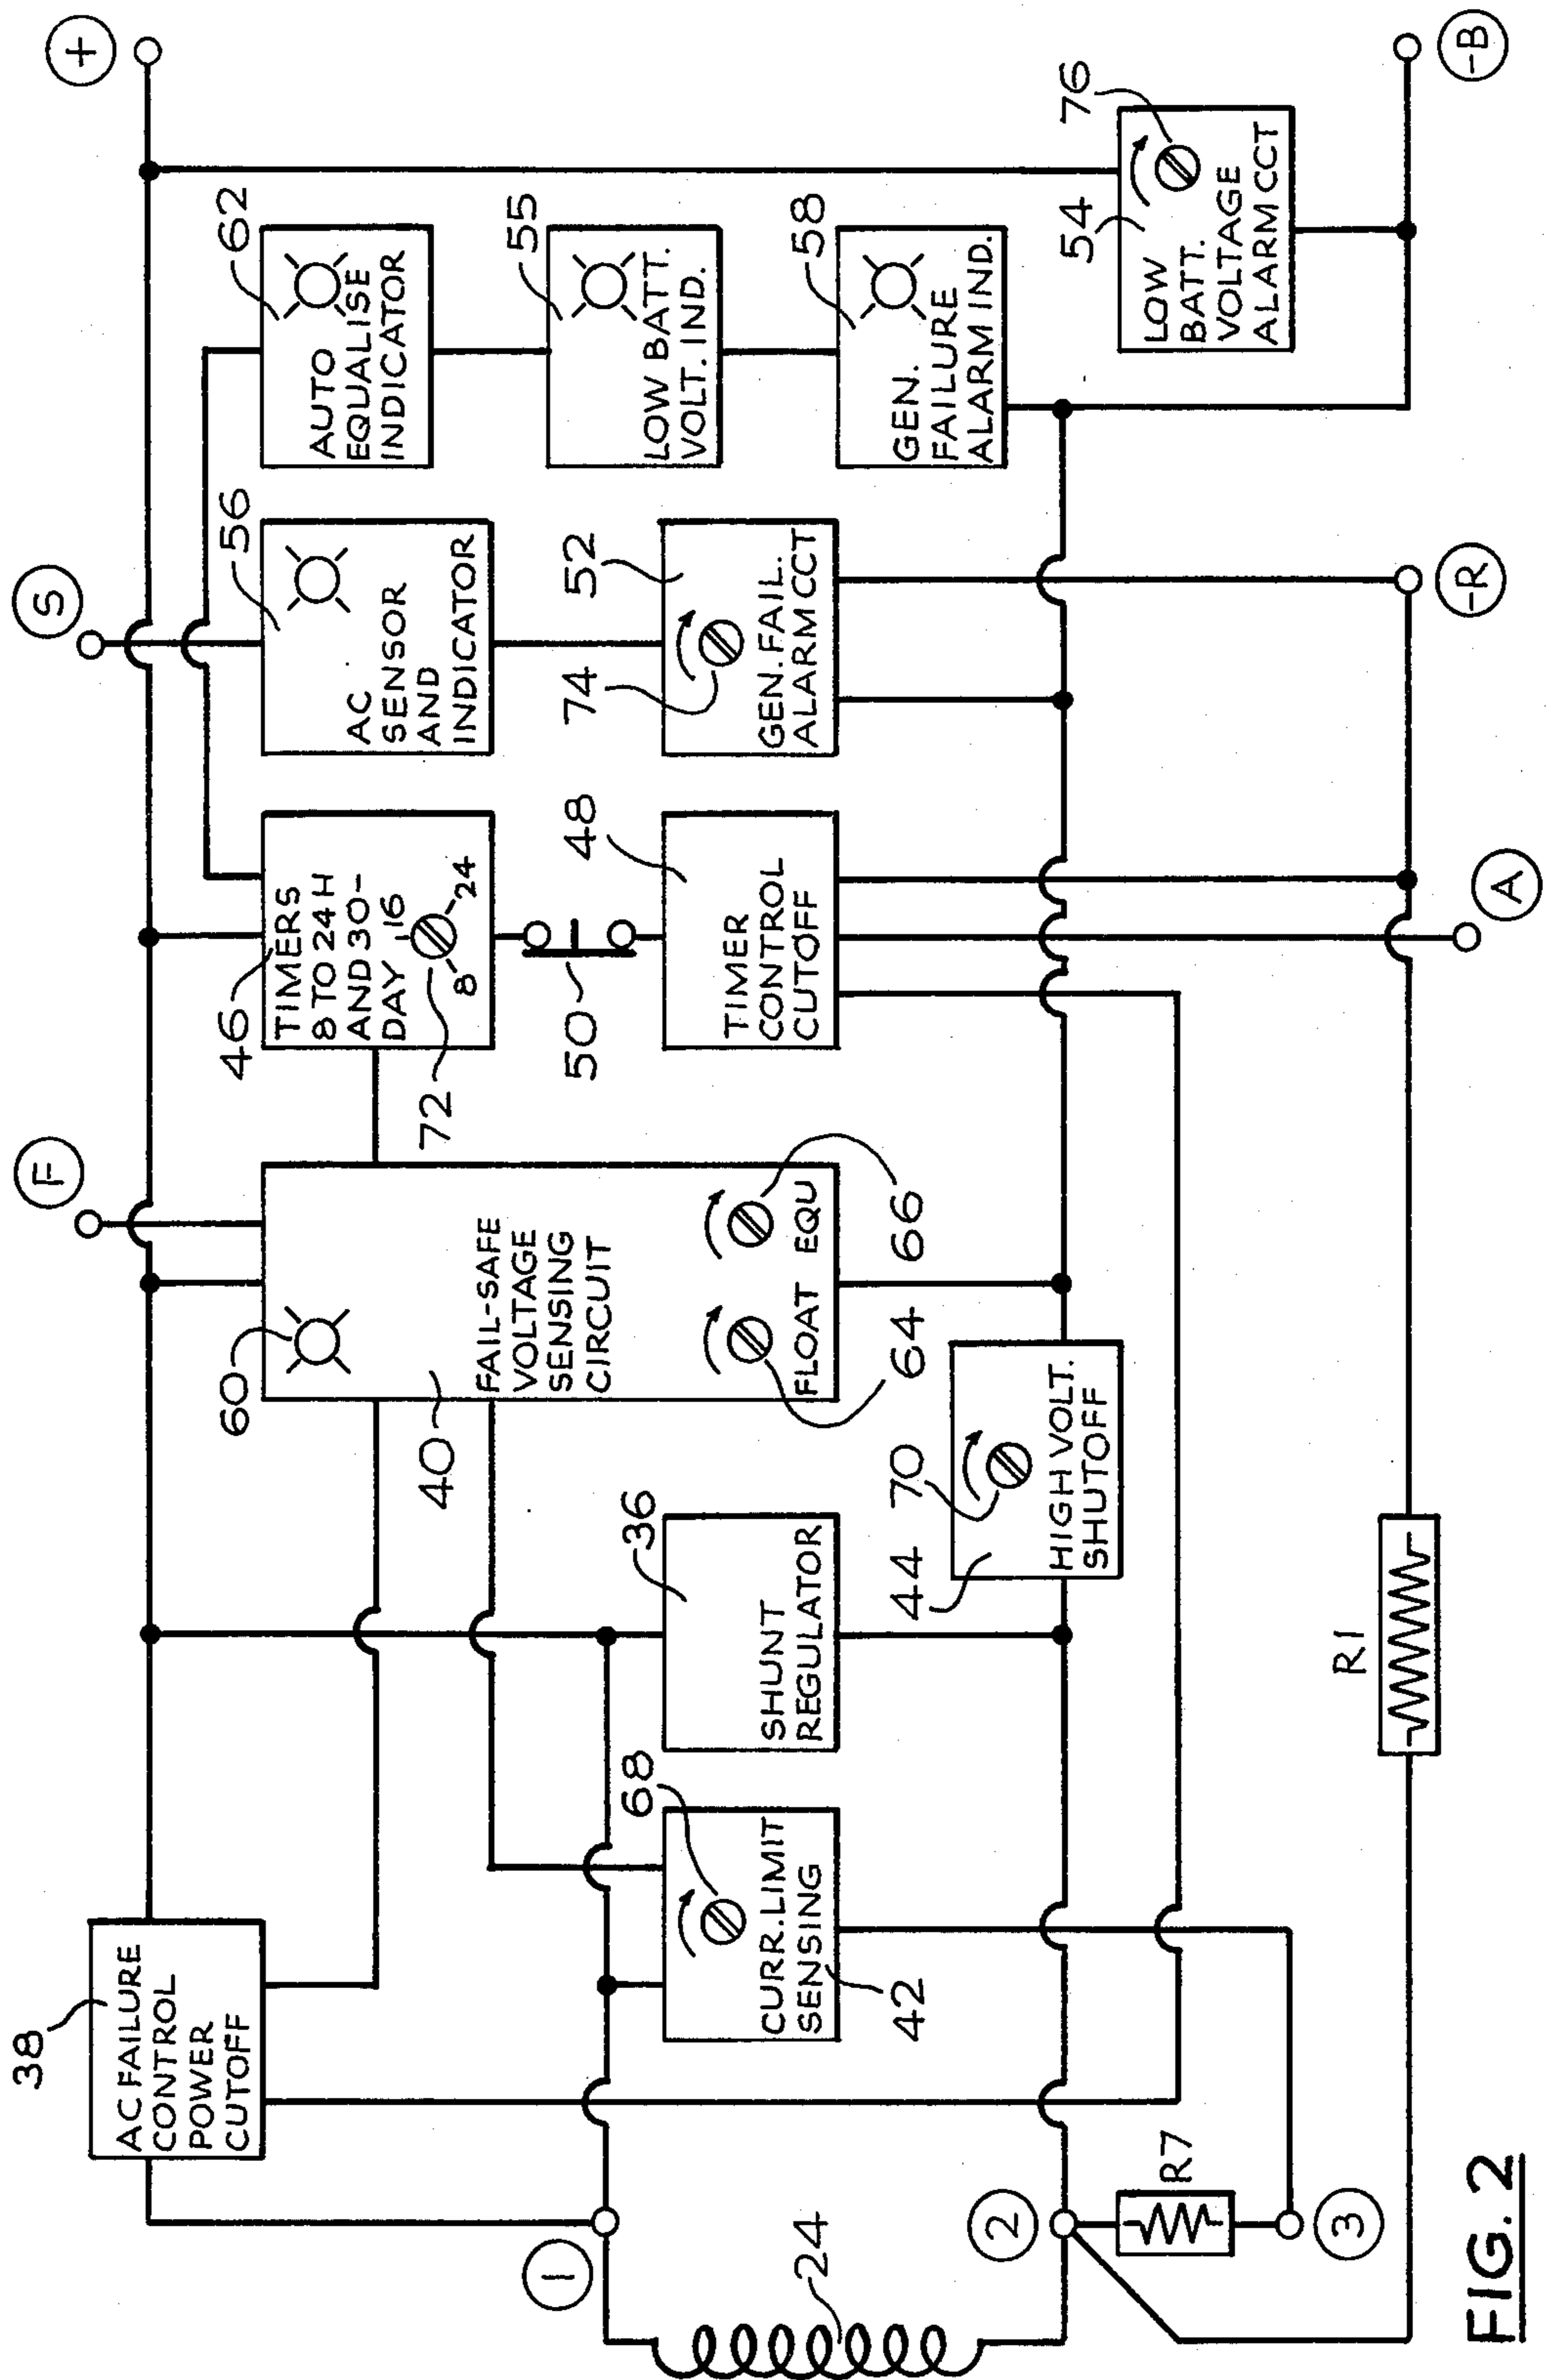 38
AC FAILURE
CONTROL
POWER
CUTOFF
F
S
+
60
40
FAIL-SAFE
VOLTAGE
SENSING
CIRCUIT
FLOAT EQU
64
66
46
TIMERS
8 TO 24H
AND 30-
DAY
16
8
24
72
56
AC
SENSOR
AND
INDICATOR
62
AUTO
EQUALISE
INDICATOR
1
68
CURR.LIMIT
SENSING
42
36
SHUNT
REGULATOR
50
48
TIMER
CONTROL
CUTOFF
74
52
GEN. FAIL.
ALARM CCT
55
LOW BATT.
VOLT. IND.
58
GEN.
FAILURE
ALARM IND.
24
2
R7
3
44
70
HIGH VOLT.
SHUTOFF
54
76
LOW
BATT.
VOLTAGE
ALARM CCT
R1
A
-R
-B
FIG. 2